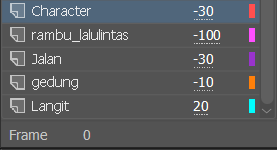 Character -30
rambu_lalulintas -100
Jalan -30
gedung -10
Langit 20
Frame 0